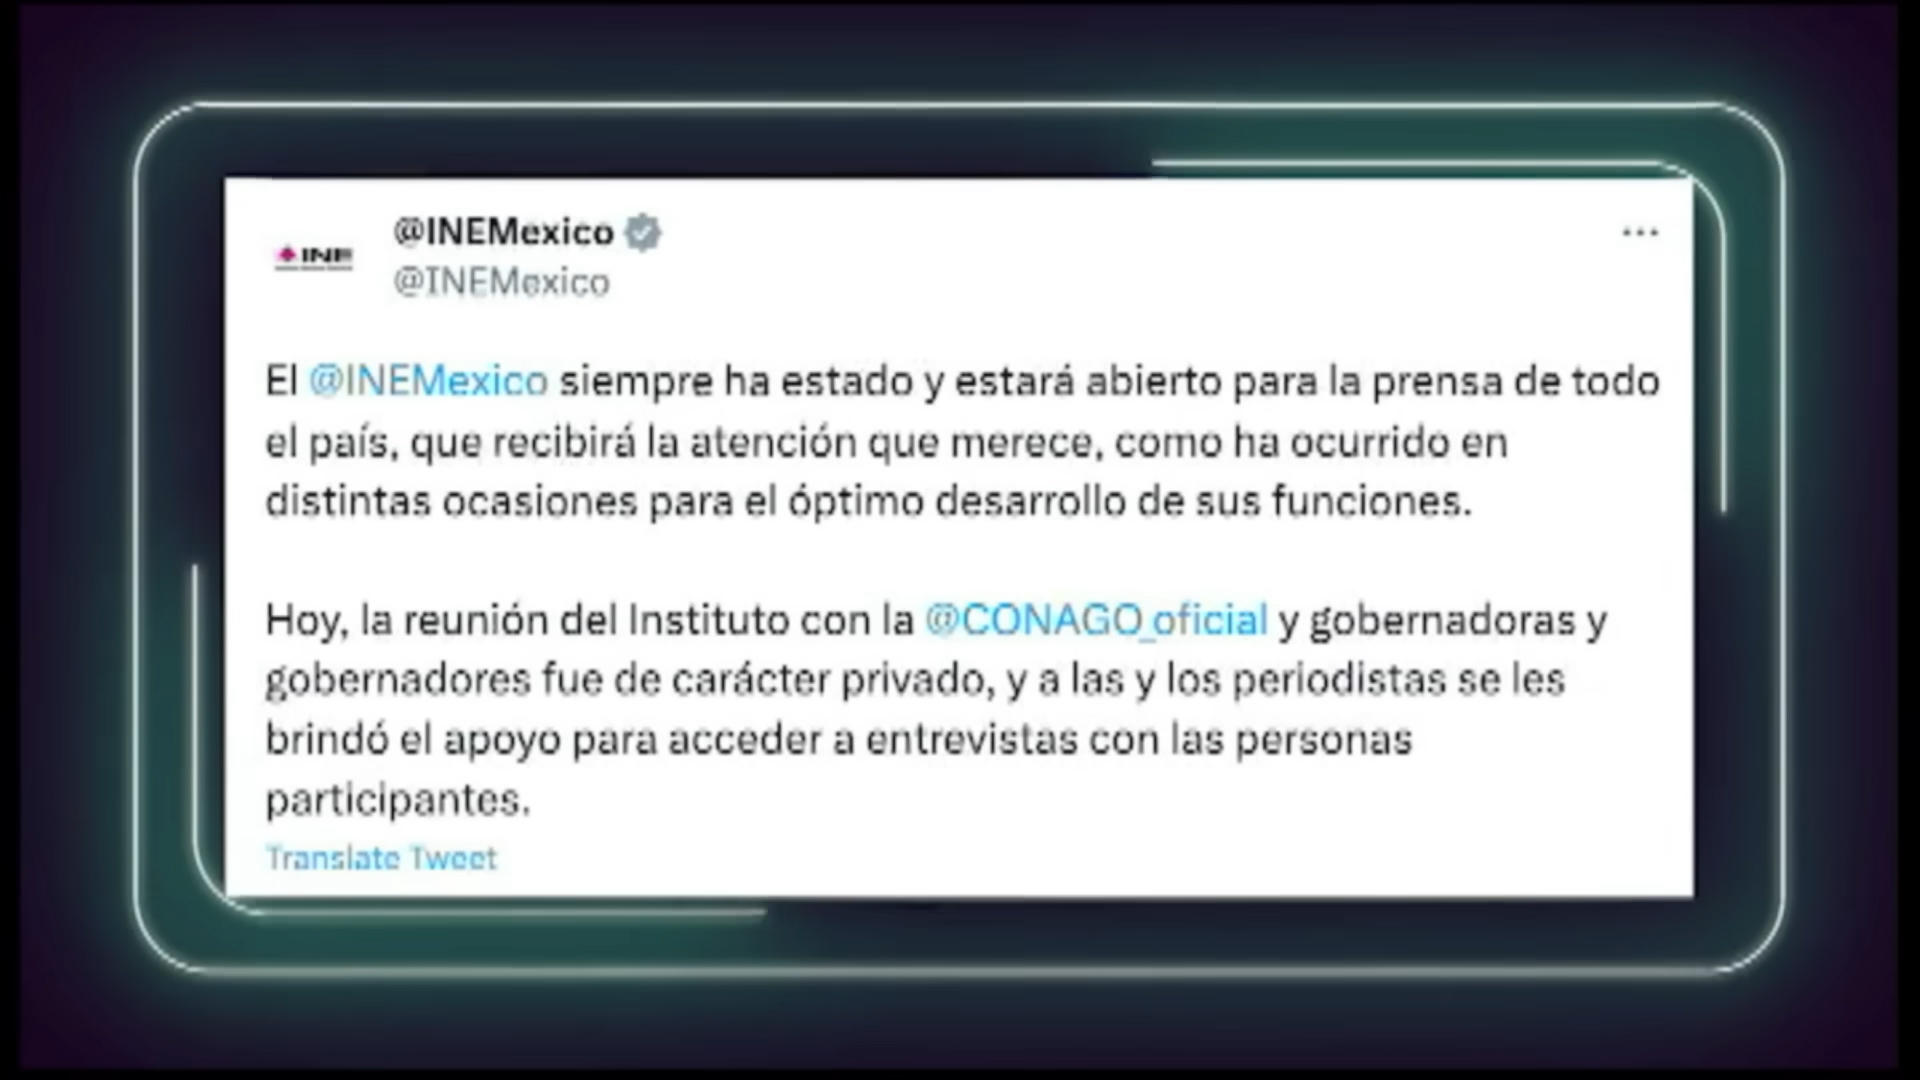 @INEMexico
INE
@INEMexico
El @INEMexico siempre ha estado y estará abierto para la prensa de todo
el país, que recibirá la atención que merece, como ha ocurrido en
distintas ocasiones para el óptimo desarrollo de sus funciones.
Hoy, la reunión del Instituto con la @CONAGO_oficial y gobernadoras y
gobernadores fue de carácter privado, y a las y los periodistas se les
brindó el apoyo para acceder a entrevistas con las personas
participantes.
Translate Tweet